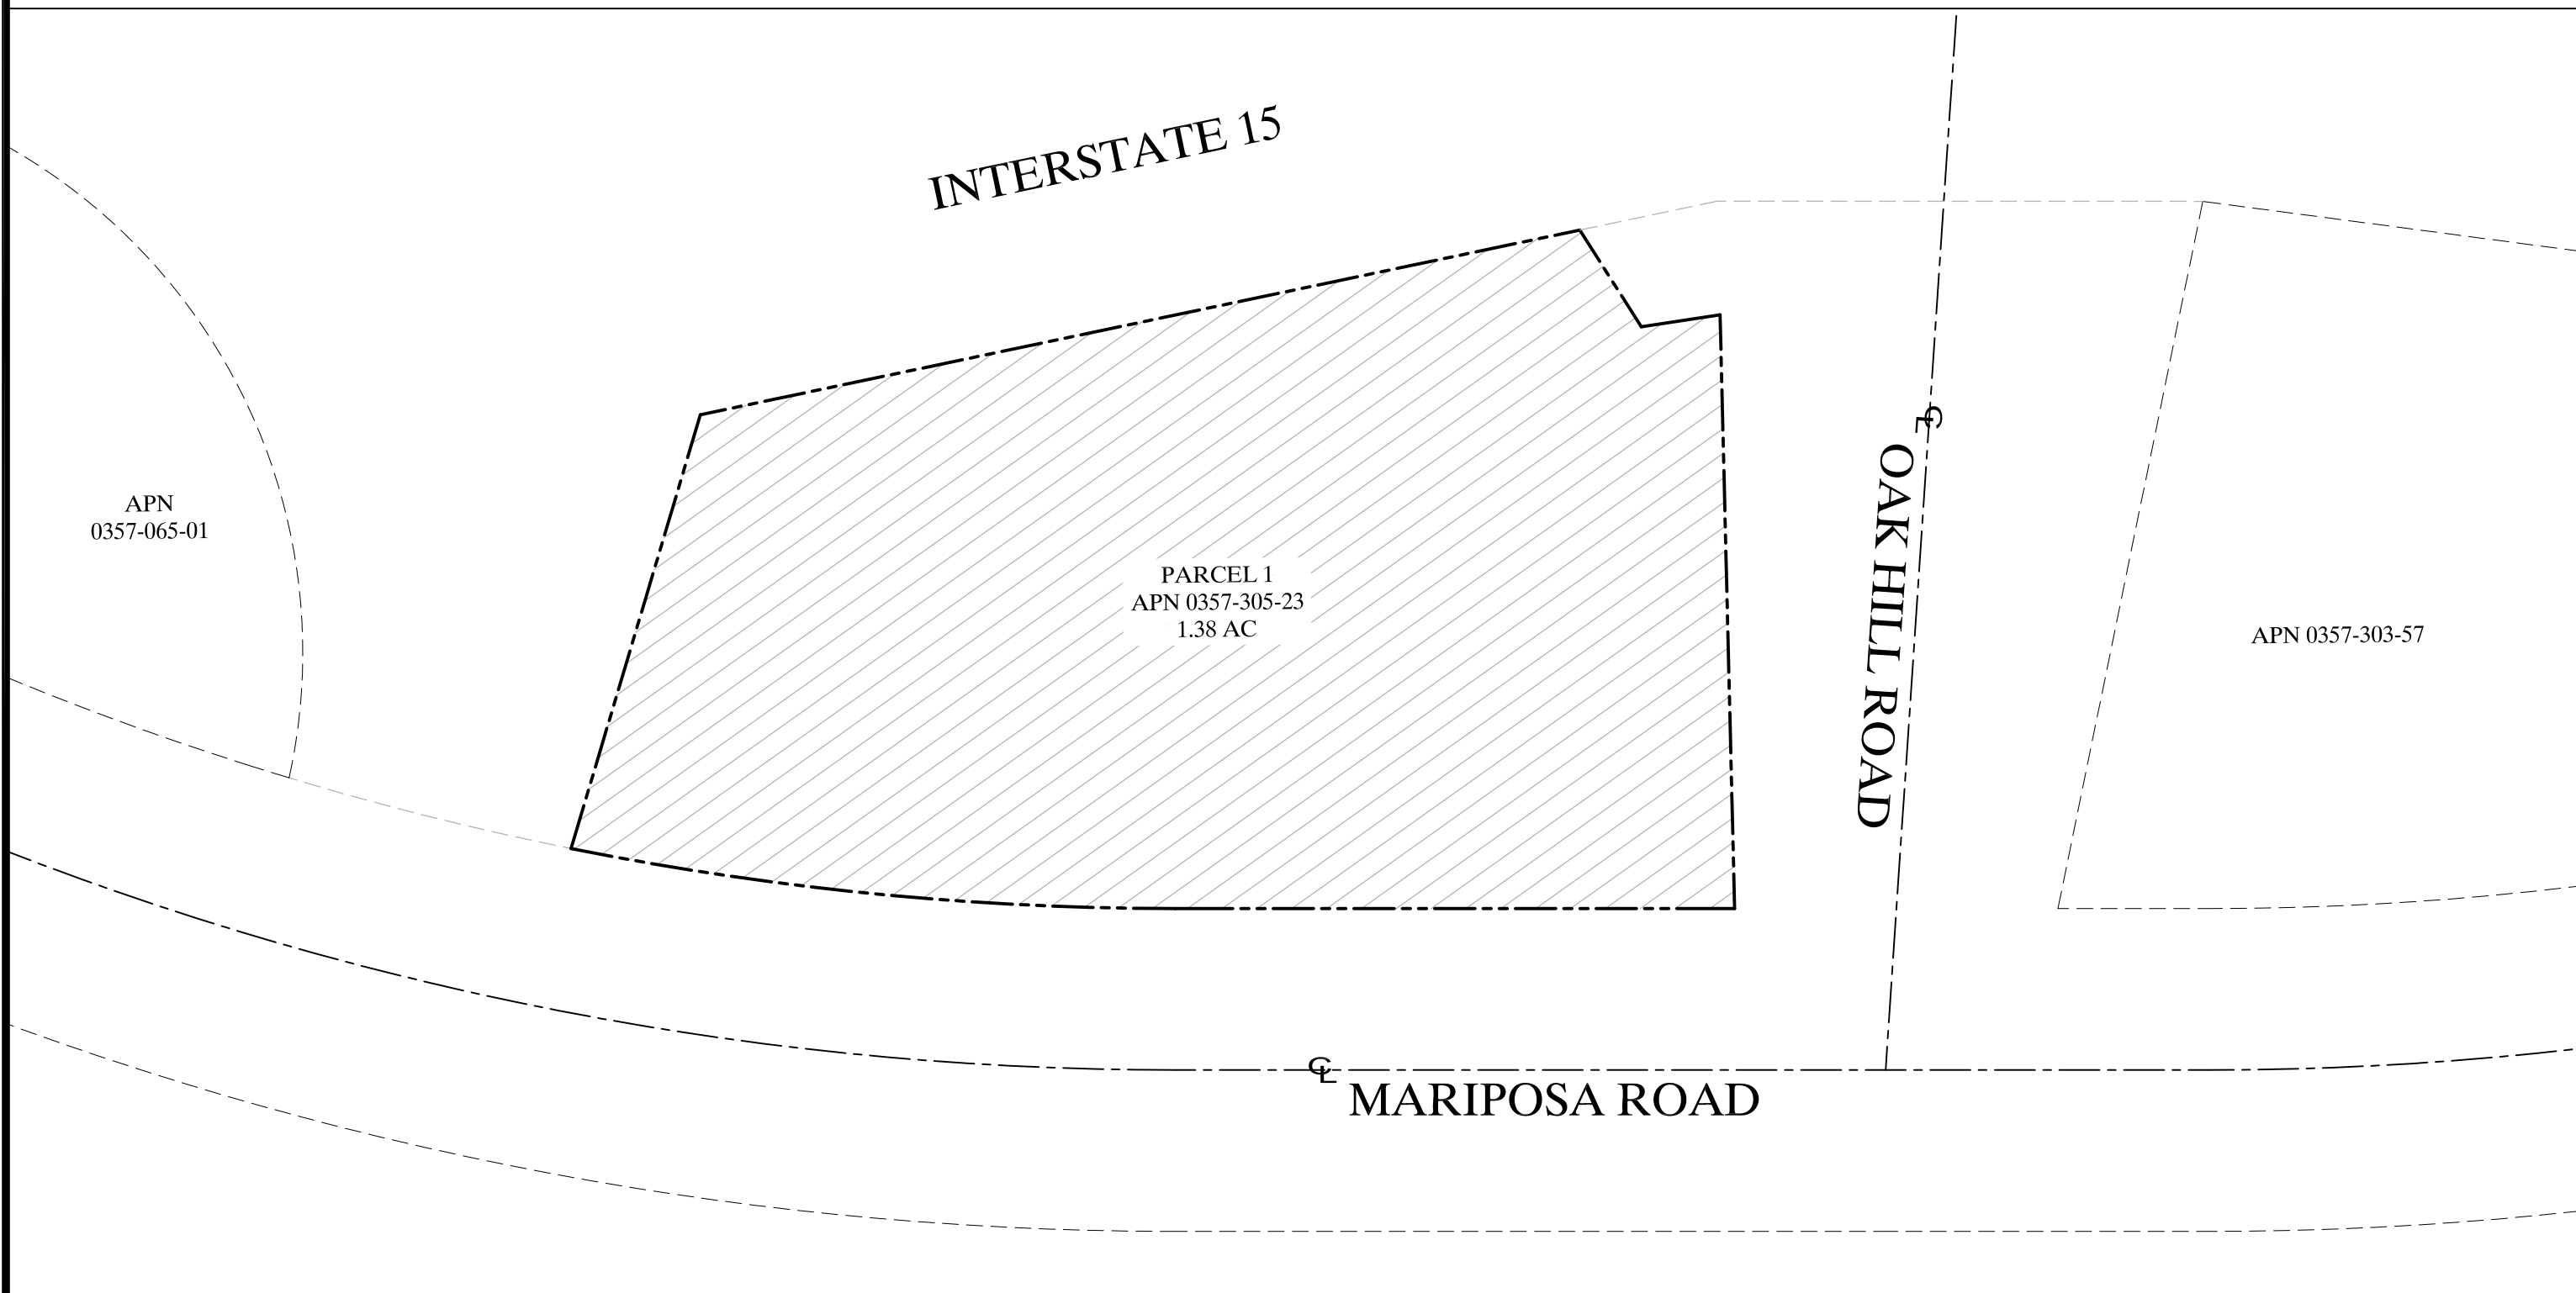 INTERSTATE 15
APN
0357-065-01
PARCEL 1
APN 0357-305-23
1.38 AC
℄
OAK HILL ROAD
APN 0357-303-57
℄
MARIPOSA ROAD